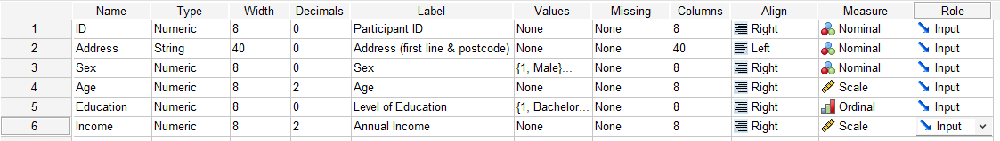 Name Type Width Decimals Label Values Missing Columns Align Measure Role
1 ID Numeric 8 0 Participant ID None None 8 Right Nominal Input
2 Address String 40 0 Address (first line & postcode) None None 40 Left Nominal Input
3 Sex Numeric 8 0 Sex {1, Male}... None 8 Right Nominal Input
4 Age Numeric 8 2 Age None None 8 Right Scale Input
5 Education Numeric 8 0 Level of Education {1, Bachelor... None 8 Right Ordinal Input
6 Income Numeric 8 2 Annual Income None None 8 Right Scale Input